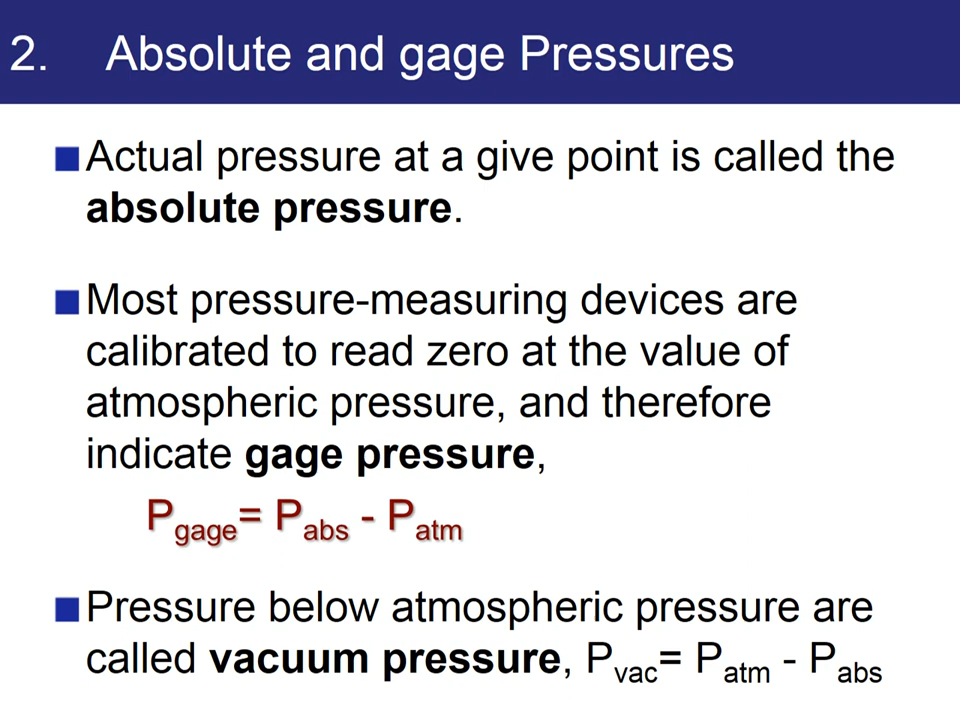 2. Absolute and gage Pressures
Actual pressure at a give point is called the
absolute pressure.
Most pressure-measuring devices are
calibrated to read zero at the value of
atmospheric pressure, and therefore
indicate gage pressure,
Pgage= Pabs - Patm
Pressure below atmospheric pressure are
called vacuum pressure, Pvac= Patm - Pabs